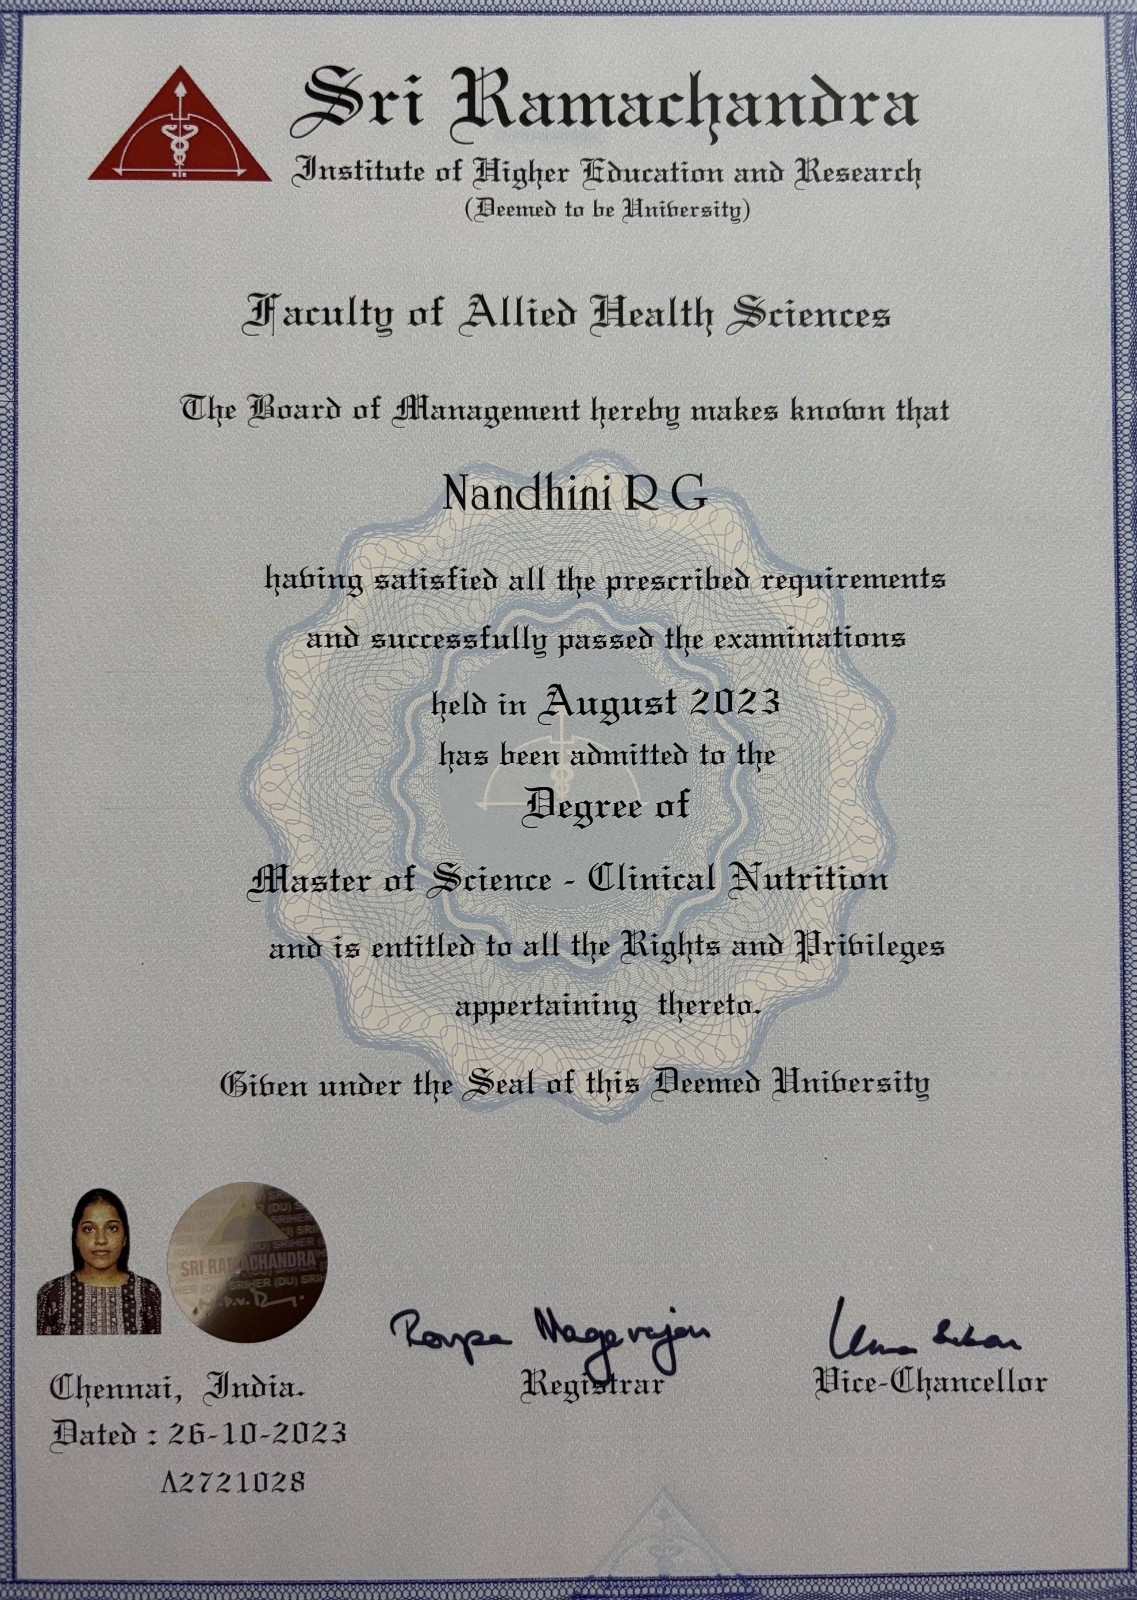 Sri Ramachandra
Institute of Higher Education and Research
(Deemed to be University)
Faculty of Allied Health Sciences
The Board of Management hereby makes known that
Nandhini R G
having satisfied all the prescribed requirements
and successfully passed the examinations
held in August 2023
has been admitted to the
Degree of
Master of Science - Clinical Nutrition
and is entitled to all the Rights and Privileges
appertaining thereto.
Given under the Seal of this Deemed University
SRI RAMACHANDRA
SRIHER (DU)
Registrar
Vice-Chancellor
Chennai, India.
Dated : 26-10-2023
A2721028